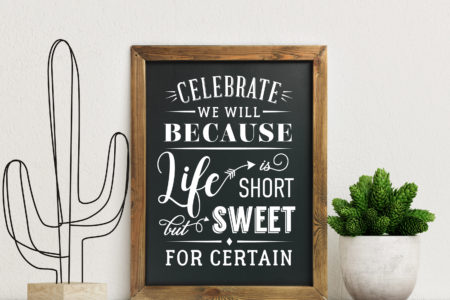 CELEBRATE
WE WILL
BECAUSE
Life is
SHORT
but SWEET
FOR CERTAIN